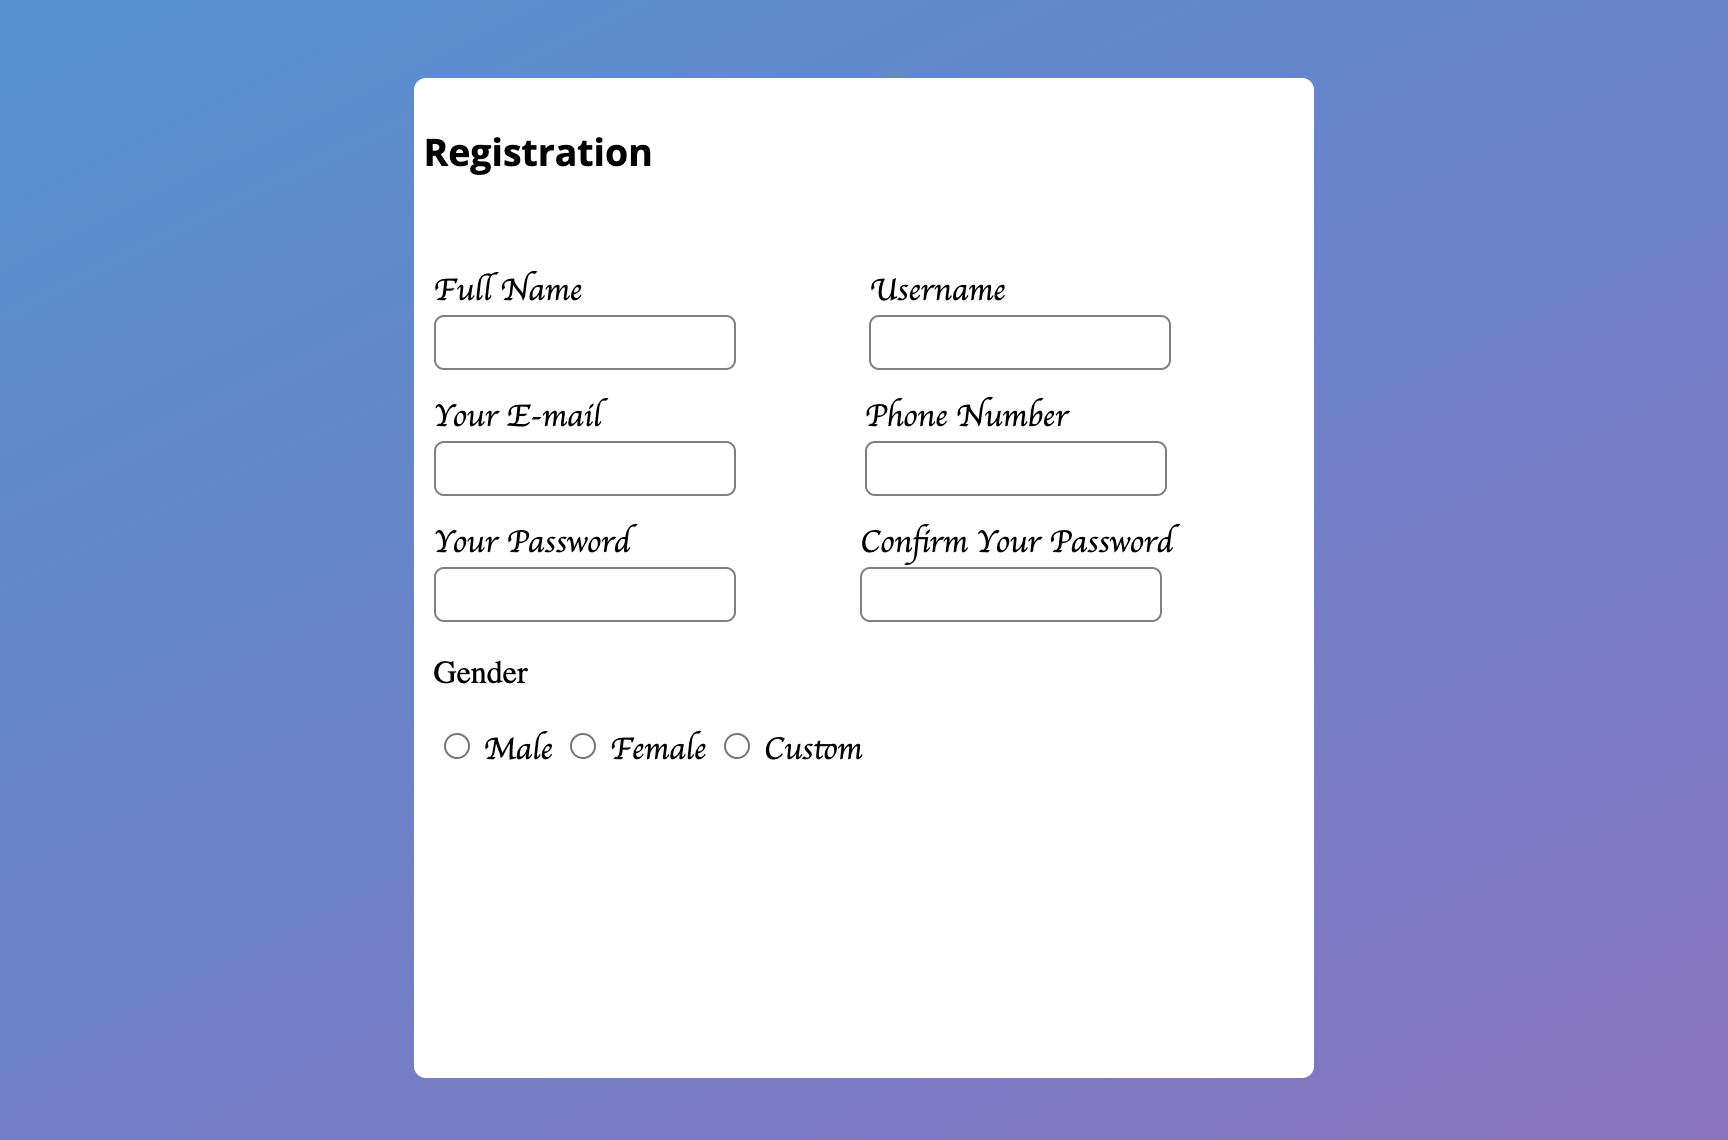 Registration
Full Name Username
Your E-mail Phone Number
Your Password Confirm Your Password
Gender
Male Female Custom